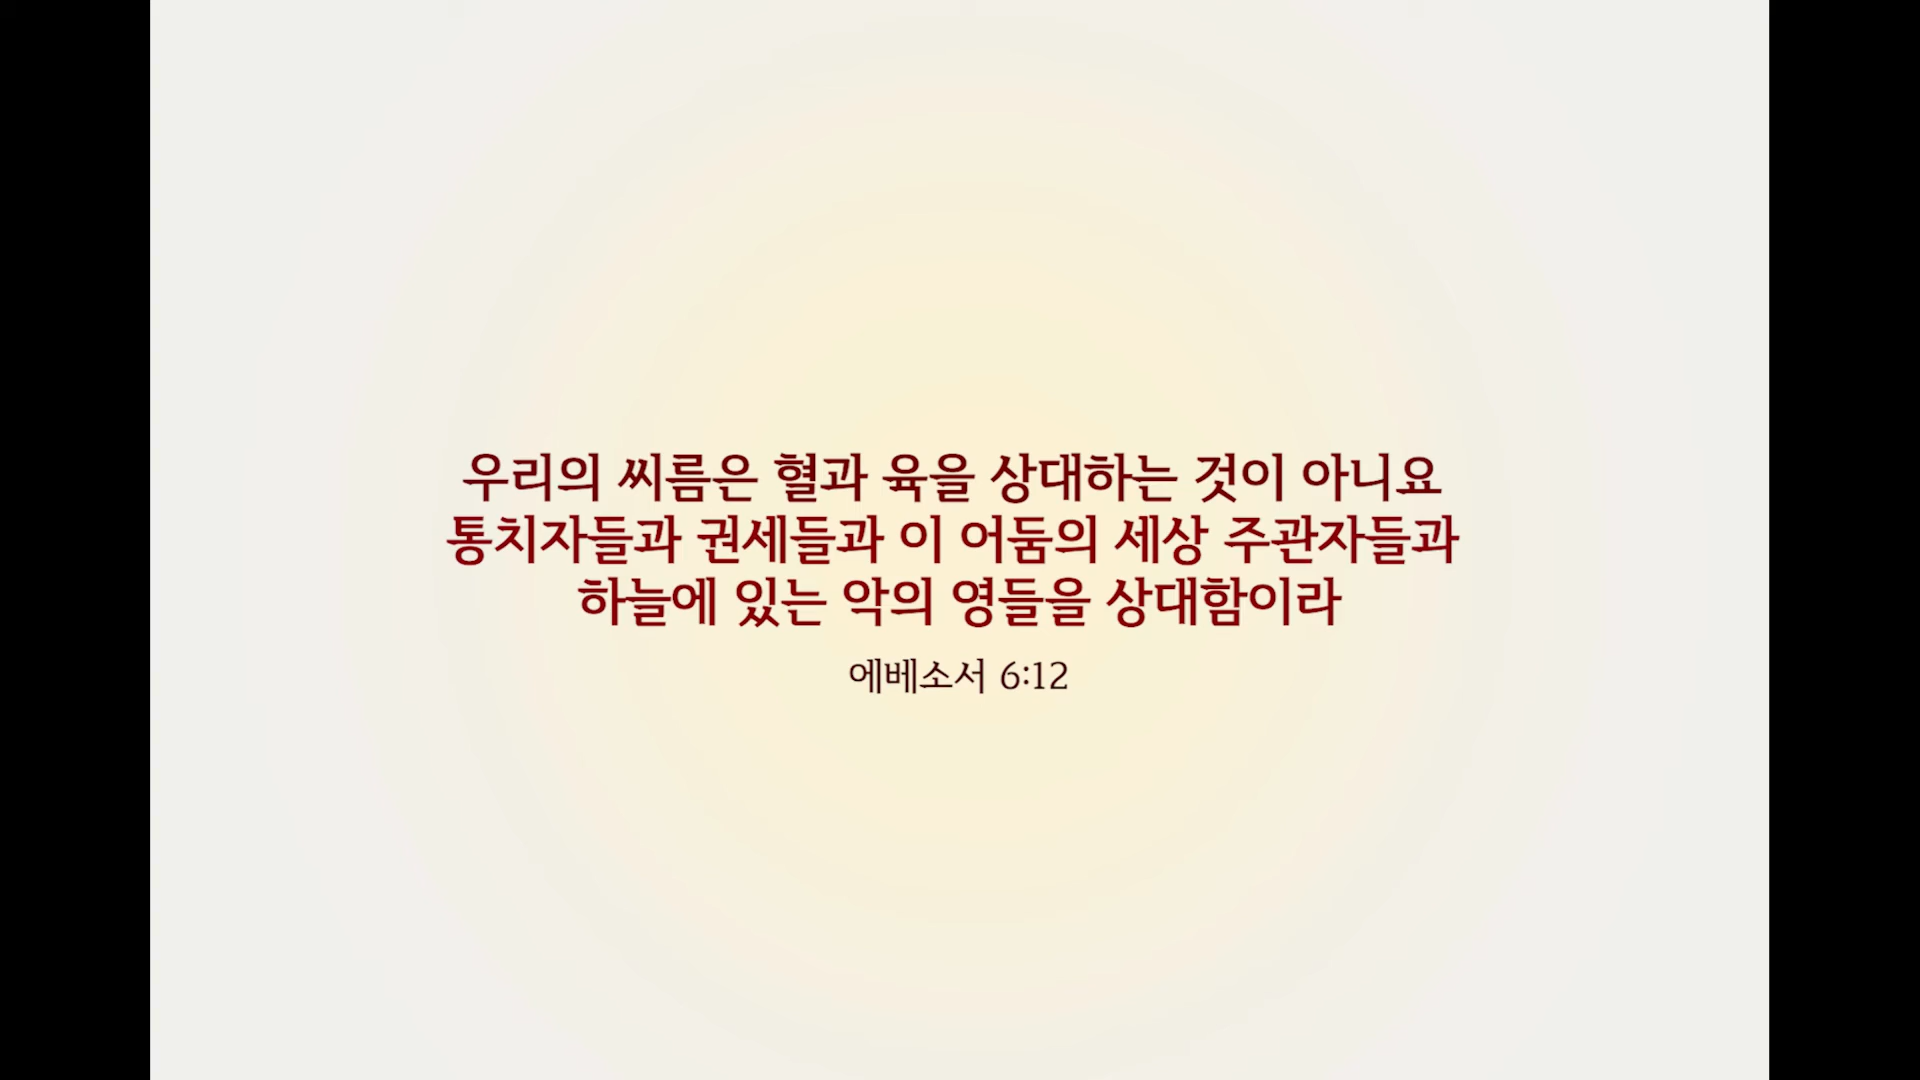 우리의 씨름은 혈과 육을 상대하는 것이 아니요
통치자들과 권세들과 이 어둠의 세상 주관자들과
하늘에 있는 악의 영들을 상대함이라
에베소서 6:12